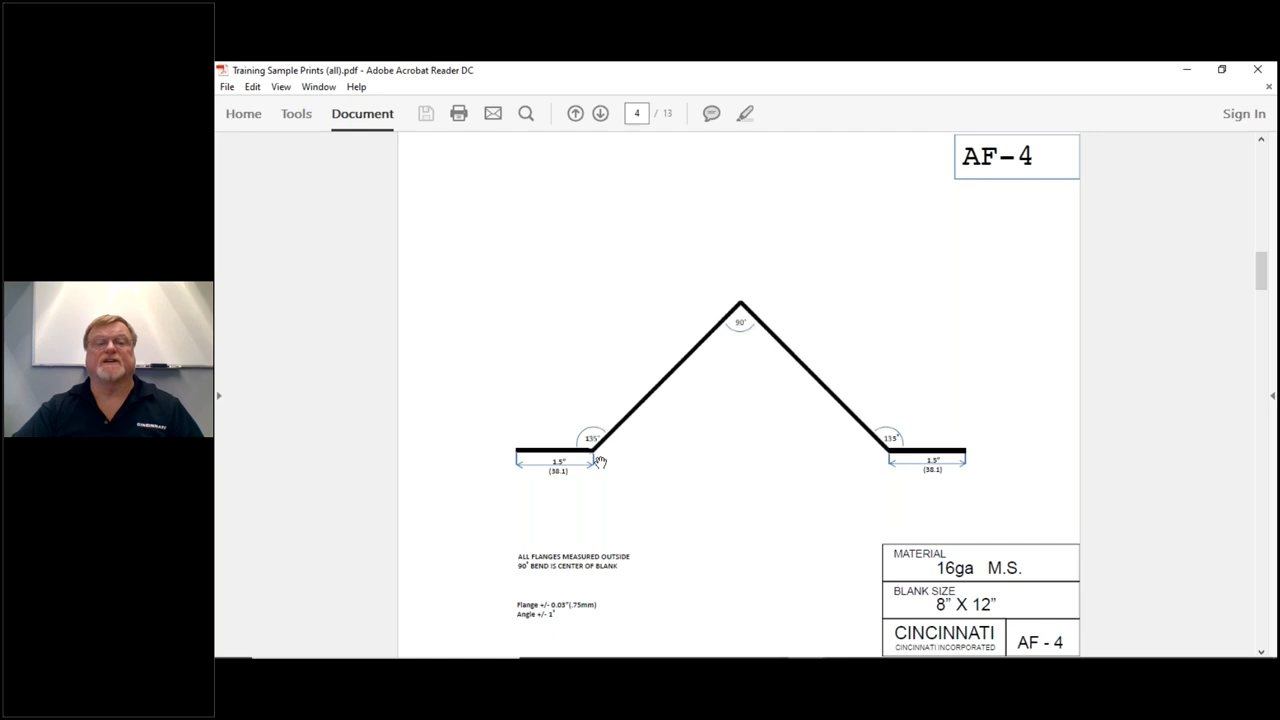 Training Sample Prints (all).pdf - Adobe Acrobat Reader DC
File Edit View Window Help
Home Tools Document 4 / 13 Sign In
AF-4
90°
135° 135°
1.5" 1.5"
(38.1) (38.1)
ALL FLANGES MEASURED OUTSIDE
90° BEND IS CENTER OF BLANK
Flange +/- 0.03"(.75mm)
Angle +/- 1°
MATERIAL
16ga M.S.
BLANK SIZE
8” X 12”
CINCINNATI
CINCINNATI INCORPORATED
AF - 4
CINCINNATI